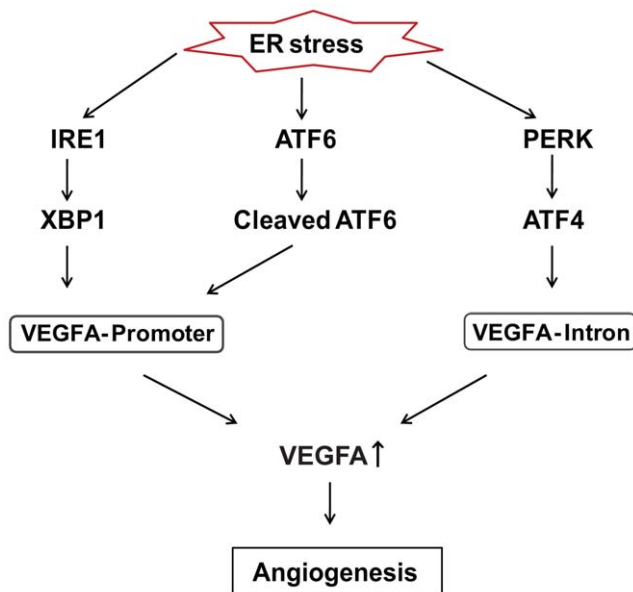 ER stress
IRE1
ATF6
PERK
XBP1
Cleaved ATF6
ATF4
VEGFA-Promoter
VEGFA-Intron
VEGFA↑
Angiogenesis